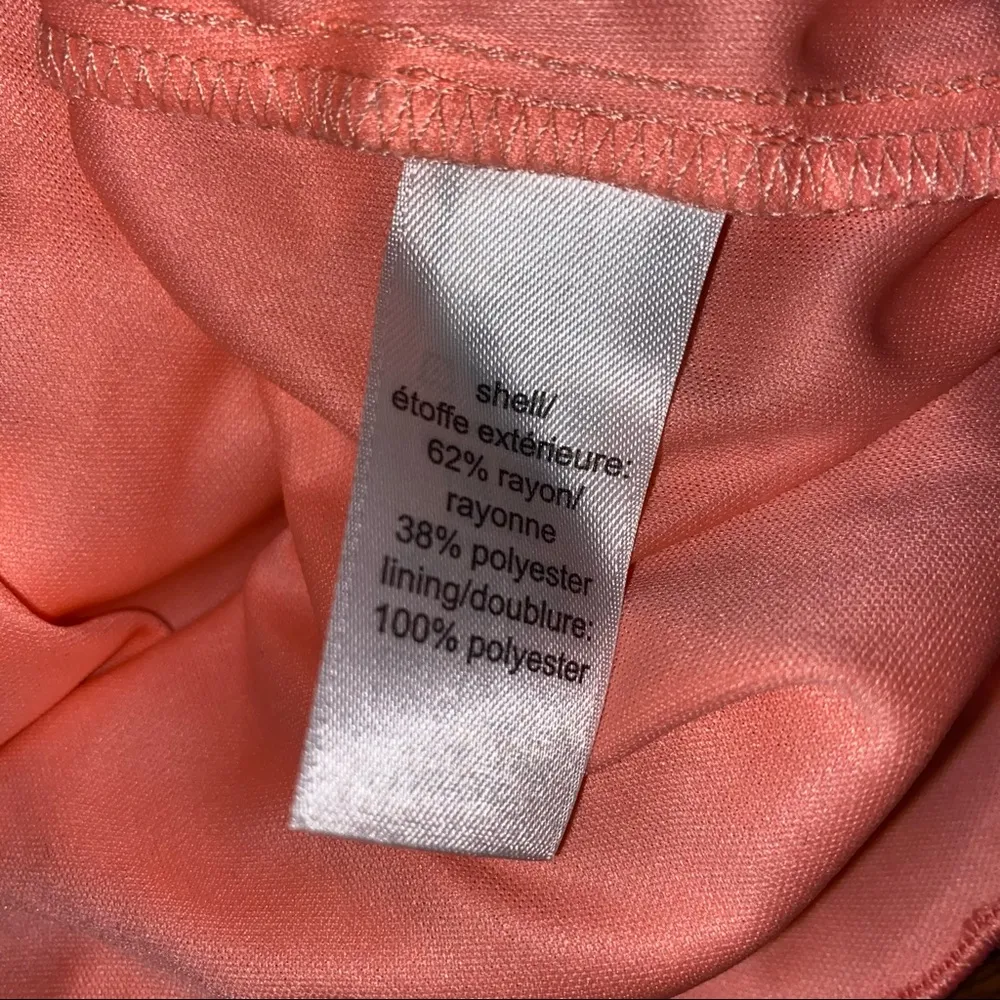 shell/
étoffe extérieure:
62% rayon/
rayonne
38% polyester
lining/doublure:
100% polyester